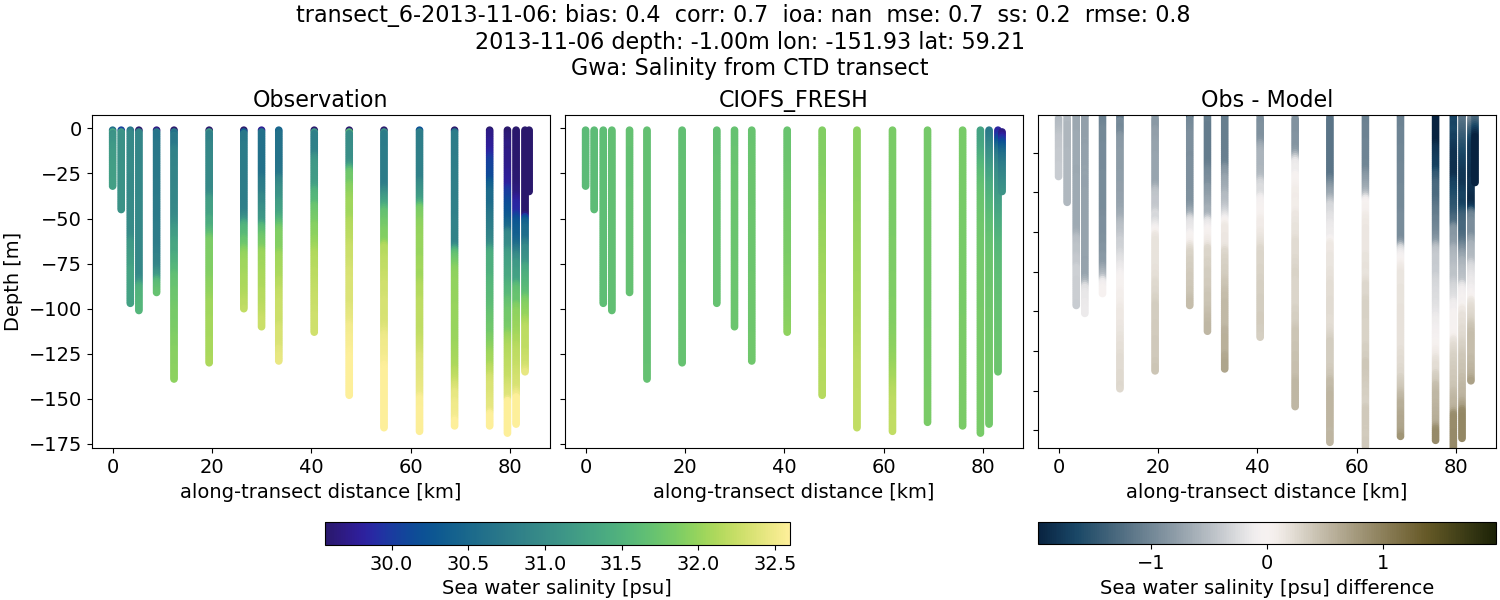 transect_6-2013-11-06: bias: 0.4  corr: 0.7  ioa: nan  mse: 0.7  ss: 0.2  rmse: 0.8
2013-11-06 depth: -1.00m lon: -151.93 lat: 59.21
Gwa: Salinity from CTD transect
Observation
CIOFS_FRESH
Obs - Model
Depth [m]
0
−25
−50
−75
−100
−125
−150
−175
0 20 40 60 80
0 20 40 60 80
0 20 40 60 80
along-transect distance [km]
along-transect distance [km]
along-transect distance [km]
30.0 30.5 31.0 31.5 32.0 32.5
Sea water salinity [psu]
−1 0 1
Sea water salinity [psu] difference